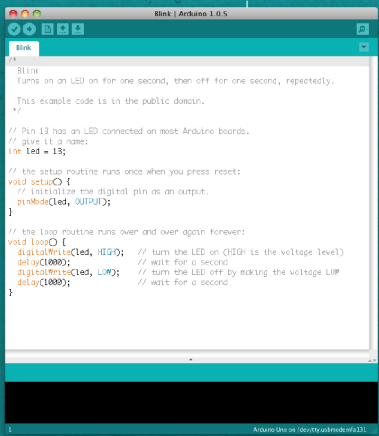 Blink | Arduino 1.0.5
Blink
/*
  Blink
  Turns on an LED on for one second, then off for one second, repeatedly.

  This example code is in the public domain.
 */

// Pin 13 has an LED connected on most Arduino boards.
// give it a name:
int led = 13;

// the setup routine runs once when you press reset:
void setup() {
  // initialize the digital pin as an output.
  pinMode(led, OUTPUT);
}

// the loop routine runs over and over again forever:
void loop() {
  digitalWrite(led, HIGH);   // turn the LED on (HIGH is the voltage level)
  delay(1000);               // wait for a second
  digitalWrite(led, LOW);    // turn the LED off by making the voltage LOW
  delay(1000);               // wait for a second
}
1
Arduino Uno on /dev/tty.usbmodemfa131